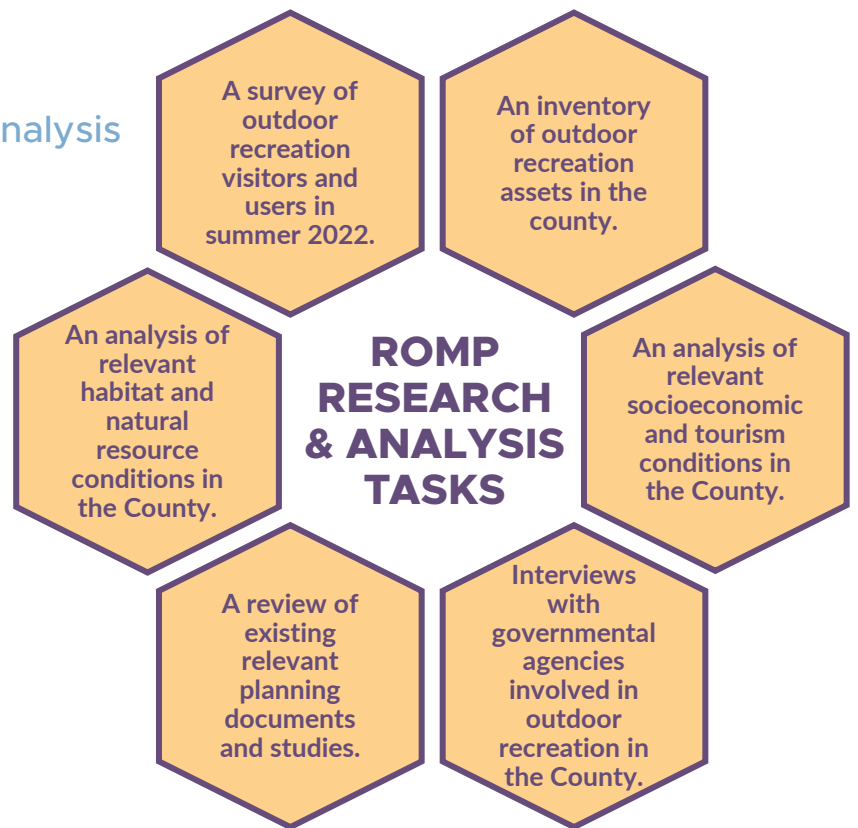 nalysis
A survey of
outdoor
recreation
visitors and
users in
summer 2022.
An inventory
of outdoor
recreation
assets in the
county.
An analysis of
relevant
habitat and
natural
resource
conditions in
the County.
ROMP
RESEARCH
& ANALYSIS
TASKS
An analysis of
relevant
socioeconomic
and tourism
conditions in
the County.
A review of
existing
relevant
planning
documents
and studies.
Interviews
with
governmental
agencies
involved in
outdoor
recreation in
the County.